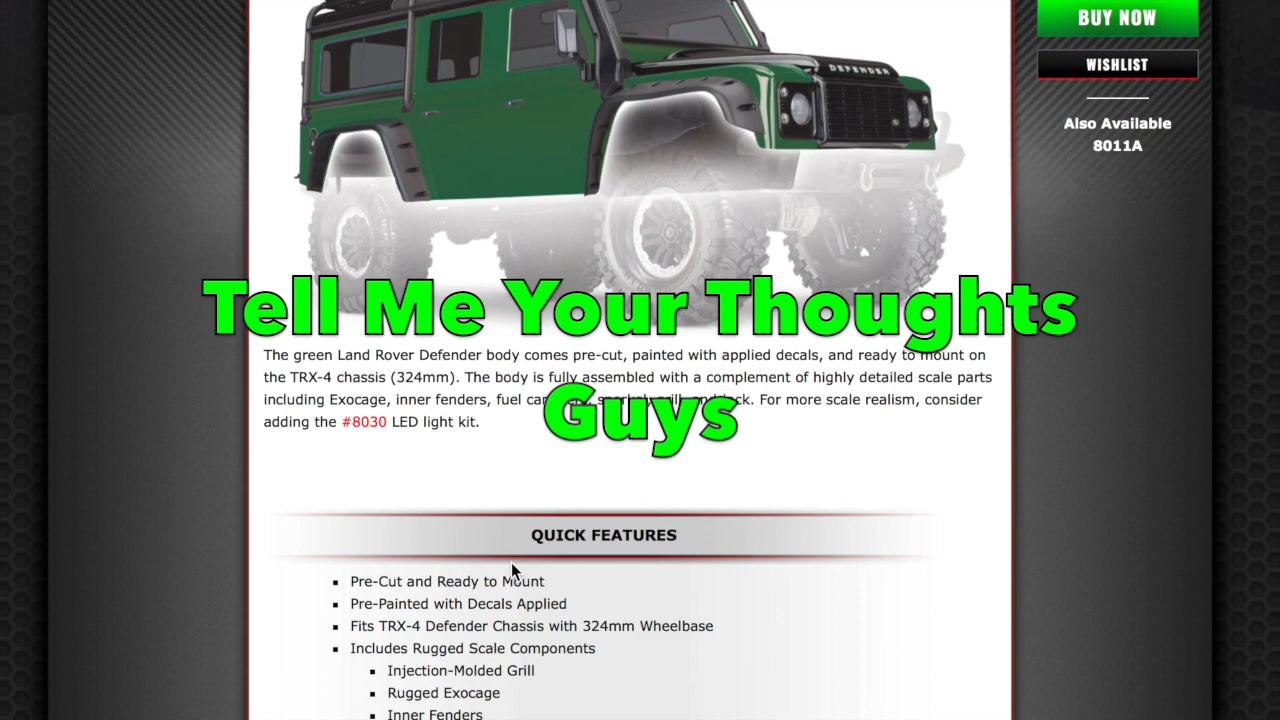 BUY NOW
WISHLIST
Also Available
8011A
DEFENDER
Tell Me Your Thoughts
Guys
The green Land Rover Defender body comes pre-cut, painted with applied decals, and ready to mount on
the TRX-4 chassis (324mm). The body is fully assembled with a complement of highly detailed scale parts
including Exocage, inner fenders, fuel For more scale realism, consider
adding the #8030 LED light kit.
QUICK FEATURES
▪ Pre-Cut and Ready to Mount
▪ Pre-Painted with Decals Applied
▪ Fits TRX-4 Defender Chassis with 324mm Wheelbase
▪ Includes Rugged Scale Components
▪ Injection-Molded Grill
▪ Rugged Exocage
▪ Inner Fenders